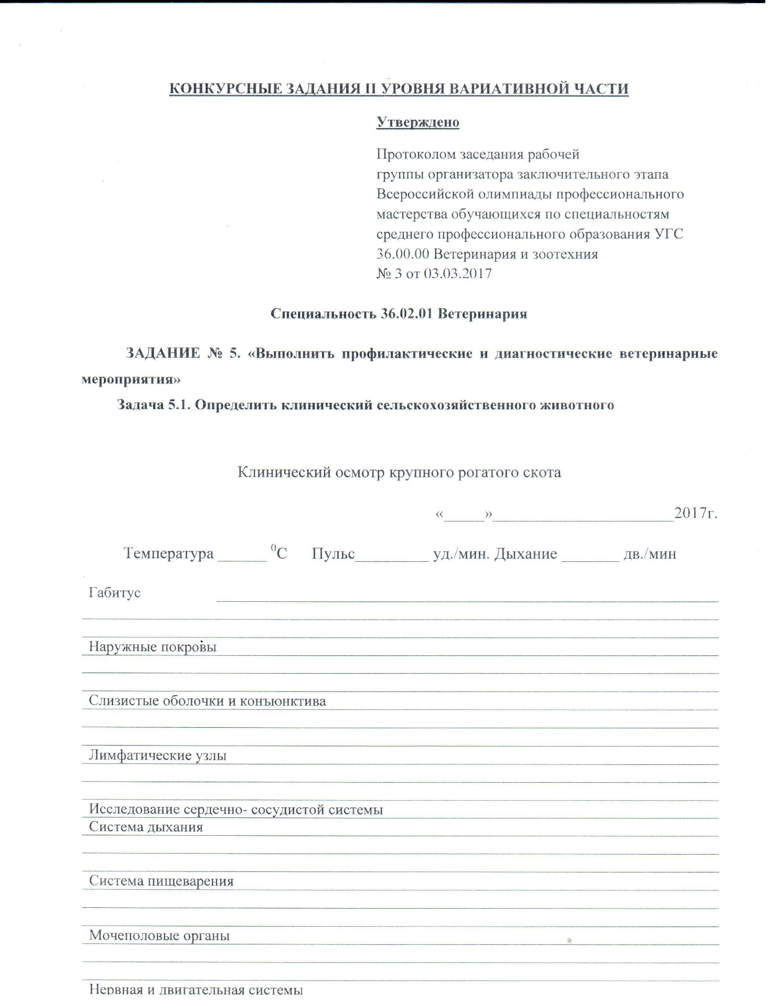 КОНКУРСНЫЕ ЗАДАНИЯ II УРОВНЯ ВАРИАТИВНОЙ ЧАСТИ
Утверждено
Протоколом заседания рабочей
группы организатора заключительного этапа
Всероссийской олимпиады профессионального
мастерства обучающихся по специальностям
среднего профессионального образования УГС
36.00.00 Ветеринария и зоотехния
№ 3 от 03.03.2017
Специальность 36.02.01 Ветеринария
ЗАДАНИЕ № 5. «Выполнить профилактические и диагностические ветеринарные
мероприятия»
Задача 5.1. Определить клинический сельскохозяйственного животного
Клинический осмотр крупного рогатого скота
«_____»______________________2017г.
Температура ______ ⁰С Пульс_________ уд./мин. Дыхание _______ дв./мин
Габитус
Наружные покровы
Слизистые оболочки и конъюнктива
Лимфатические узлы
Исследование сердечно- сосудистой системы
Система дыхания
Система пищеварения
Мочеполовые органы
Нервная и двигательная системы